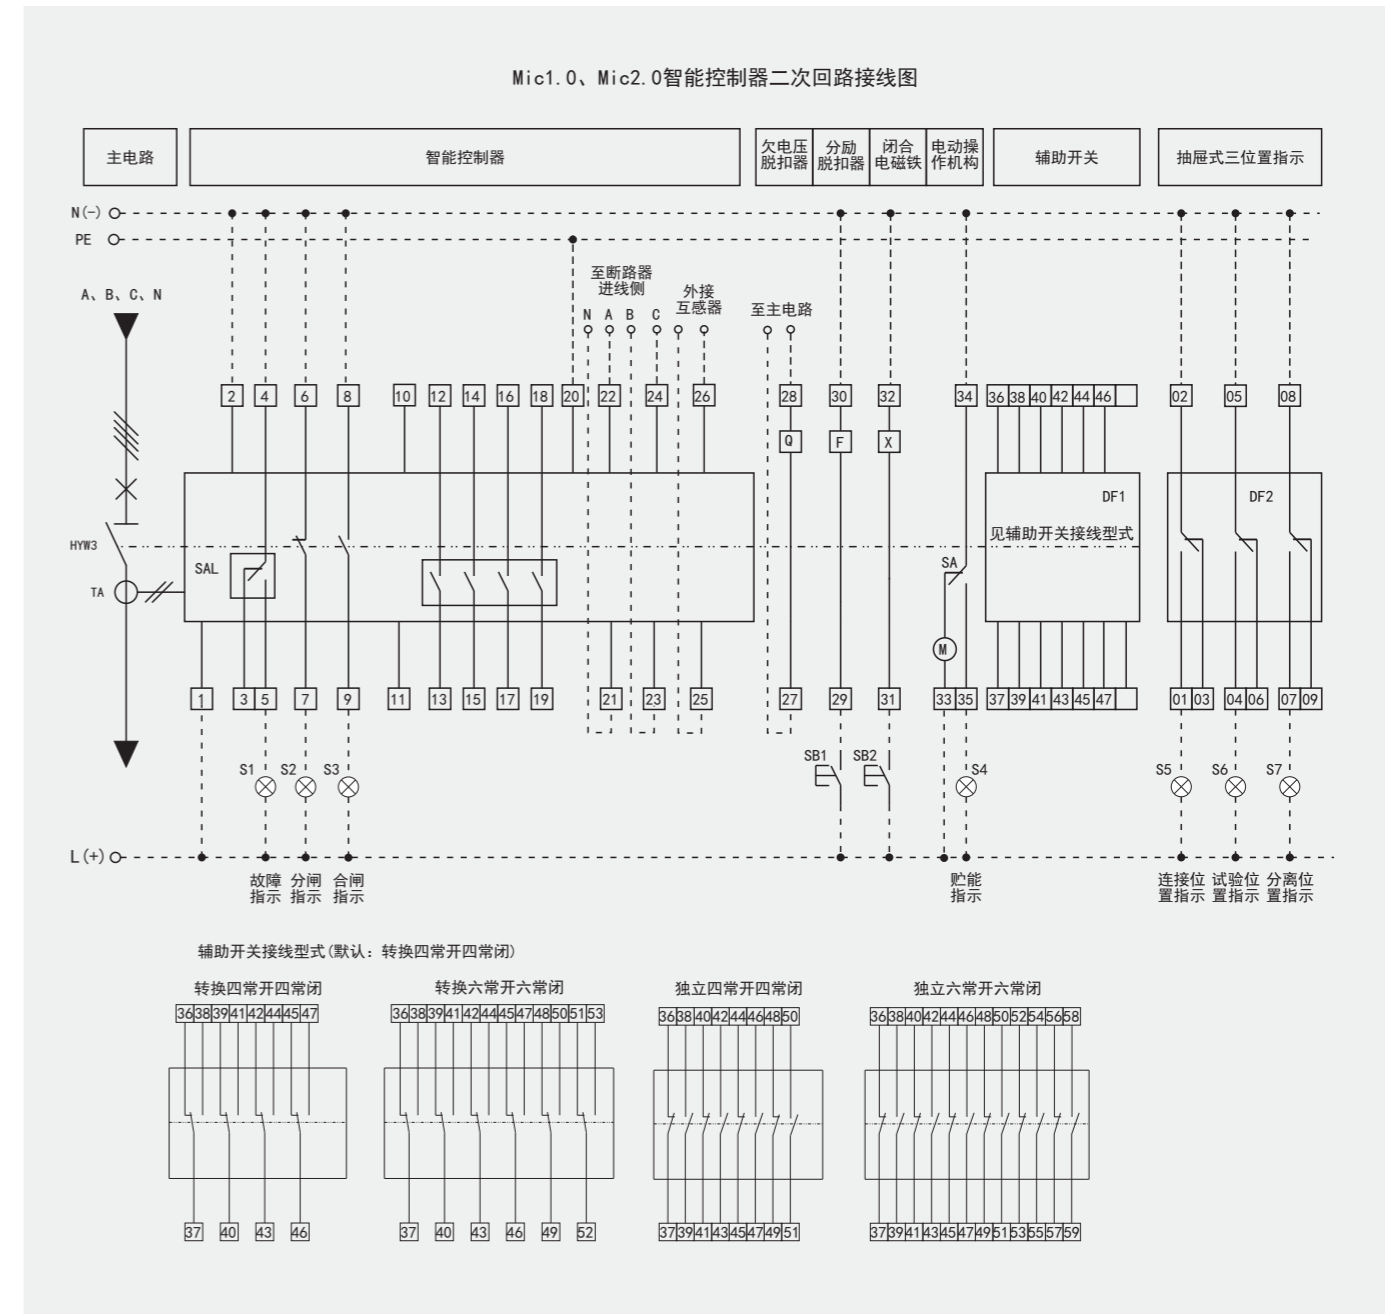 Mic1.0、Mic2.0智能控制器二次回路接线图
主电路
智能控制器
欠电压
脱扣器
分励
脱扣器
闭合
电磁铁
电动操
作机构
辅助开关
抽屉式三位置指示
N(-)
PE
A、B、C、N
至断路器
进线侧
外接
互感器
至主电路
N A B C
2 4 6 8 10 12 14 16 18 20 22 24 26 28 30 32 34 36 38 40 42 44 46 02 05 08
Q F X
DF1
DF2
见辅助开关接线型式
HYW3
SAL
SA
TA
M
1 3 5 7 9 11 13 15 17 19 21 23 25 27 29 31 33 35 37 39 41 43 45 47 01 03 04 06 07 09
SB1 SB2
S1 S2 S3 S4 S5 S6 S7
L(+)
故障
指示
分闸
指示
合闸
指示
贮能
指示
连接位
置指示
试验位
置指示
分离位
置指示
辅助开关接线型式(默认：转换四常开四常闭)
转换四常开四常闭
36 38 39 41 42 44 45 47
37 40 43 46
转换六常开六常闭
36 38 39 41 42 44 45 47 48 50 51 53
37 40 43 46 49 52
独立四常开四常闭
36 38 40 42 44 46 48 50
37 39 41 43 45 47 49 51
独立六常开六常闭
36 38 40 42 44 46 48 50 52 54 56 58
37 39 41 43 45 47 49 51 53 55 57 59